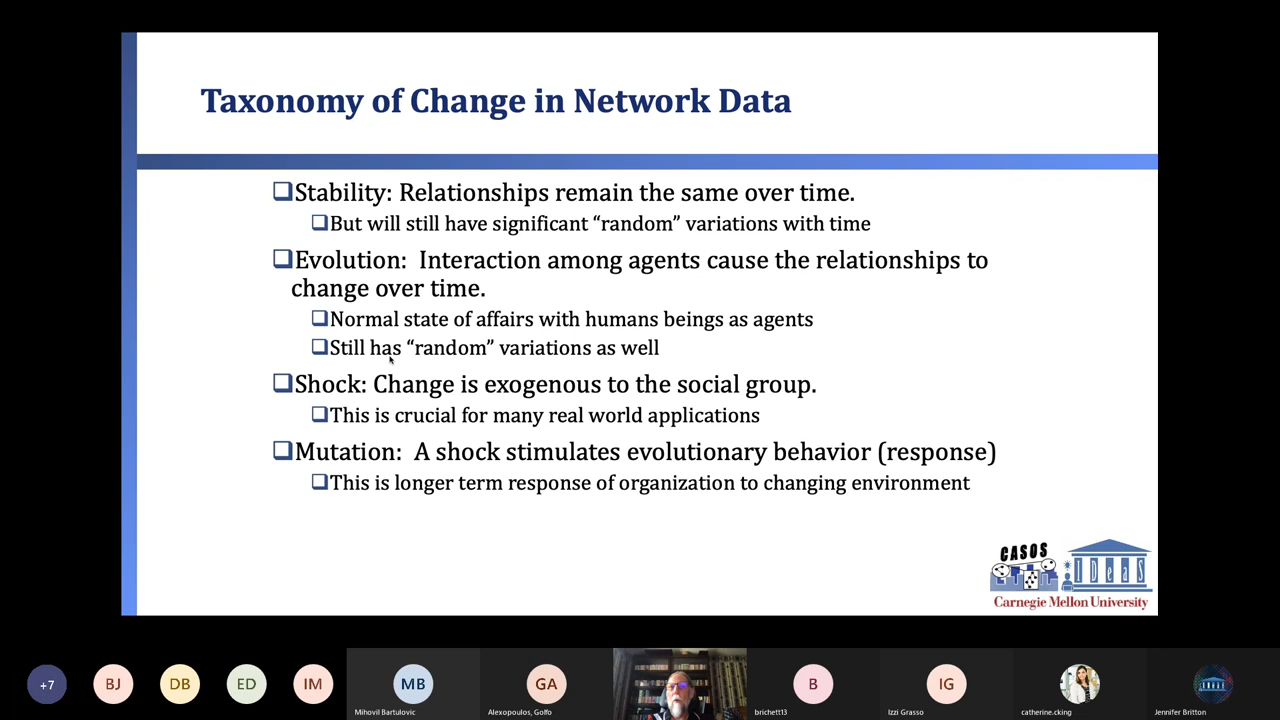 Taxonomy of Change in Network Data
❑Stability: Relationships remain the same over time.
❑But will still have significant “random” variations with time
❑Evolution:  Interaction among agents cause the relationships to
change over time.
❑Normal state of affairs with humans beings as agents
❑Still has “random” variations as well
❑Shock: Change is exogenous to the social group.
❑This is crucial for many real world applications
❑Mutation:  A shock stimulates evolutionary behavior (response)
❑This is longer term response of organization to changing environment
CASOS
IDeaS
Carnegie Mellon University
+7
BJ
DB
ED
IM
MB
GA
B
IG
Mihovil Bartulovic
Alexopoulos, Golfo
brichett13
Izzi Grasso
catherine.cking
Jennifer Britton